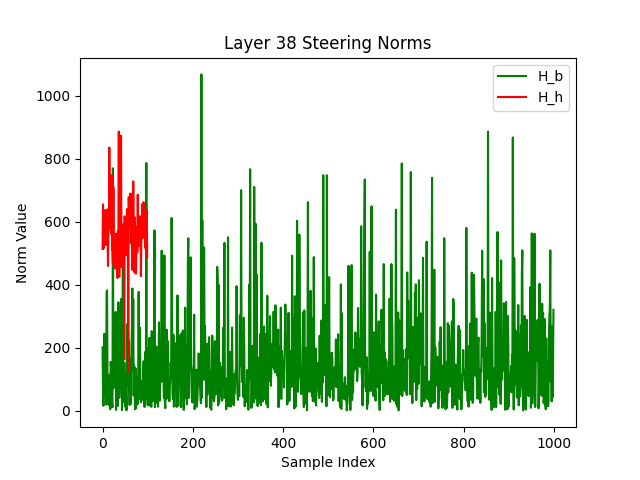 Layer 38 Steering Norms
H_b
H_h
Norm Value
1000
800
600
400
200
0
0 200 400 600 800 1000
Sample Index